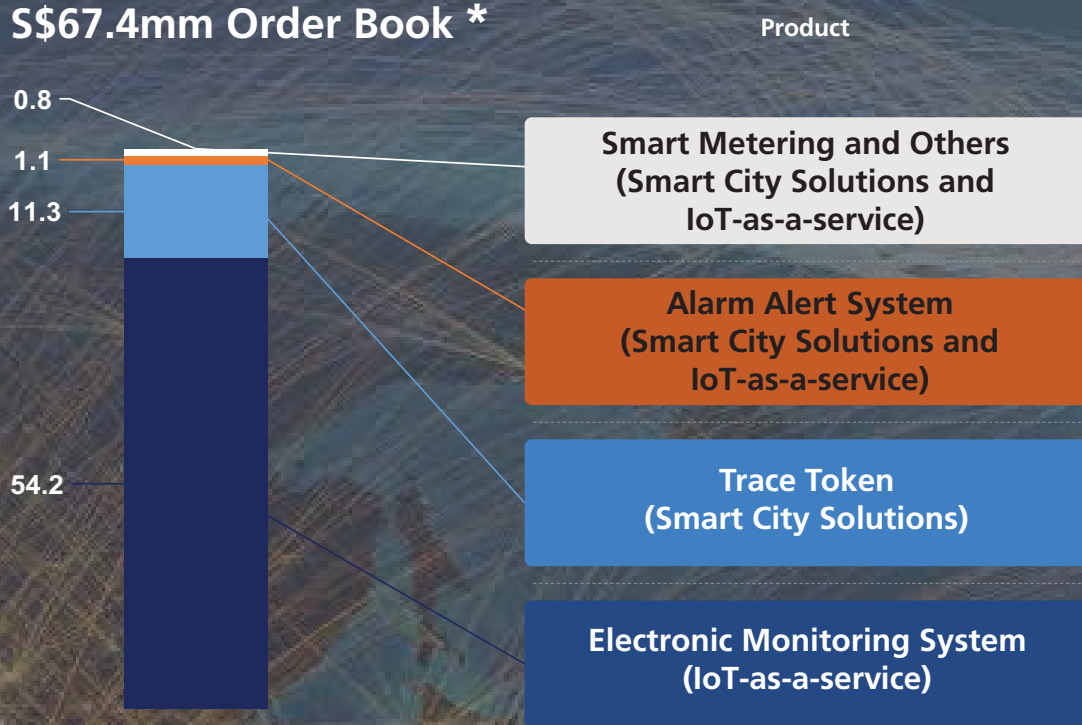 S$67.4mm Order Book *
Product
0.8
1.1
11.3
54.2
Smart Metering and Others
(Smart City Solutions and
IoT-as-a-service)
Alarm Alert System
(Smart City Solutions and
IoT-as-a-service)
Trace Token
(Smart City Solutions)
Electronic Monitoring System
(IoT-as-a-service)